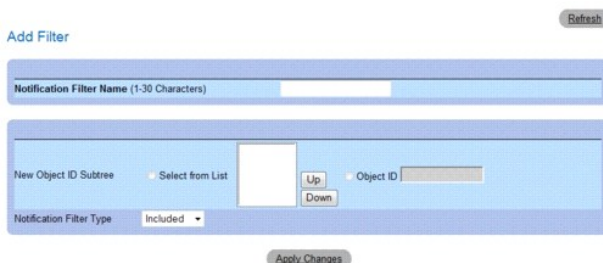 Refresh
Add Filter
Notification Filter Name (1-30 Characters)
New Object ID Subtree
Select from List
Up
Down
Object ID
Notification Filter Type
Included
Apply Changes